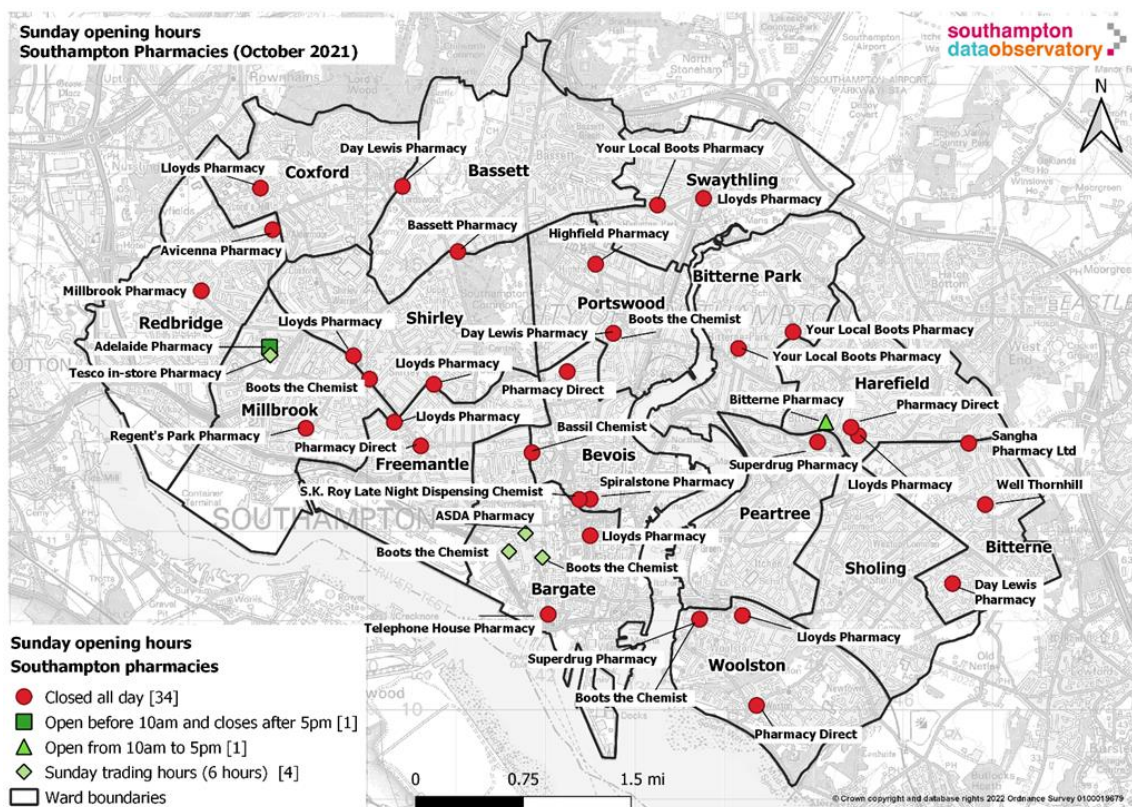 Sunday opening hours
Southampton Pharmacies (October 2021)
southampton
dataobservatory
N
Day Lewis Pharmacy
Bassett
Your Local Boots Pharmacy
Lloyds Pharmacy
Coxford
Swaythling
Lloyds Pharmacy
Bassett Pharmacy
Highfield Pharmacy
Avicenna Pharmacy
Bitterne Park
Millbrook Pharmacy
Redbridge
Lloyds Pharmacy
Shirley
Portswood
Boots the Chemist
Day Lewis Pharmacy
Your Local Boots Pharmacy
Adelaide Pharmacy
Your Local Boots Pharmacy
Tesco in-store Pharmacy
Lloyds Pharmacy
Boots the Chemist
Pharmacy Direct
Harefield
Bitterne Pharmacy
Pharmacy Direct
Millbrook
Lloyds Pharmacy
Regent's Park Pharmacy
Bassil Chemist
Pharmacy Direct
Freemantle
Bevois
Superdrug Pharmacy
Sangha
Pharmacy Ltd
Lloyds Pharmacy
Well Thornhill
Spiralstone Pharmacy
S.K. Roy Late Night Dispensing Chemist
Peartree
SOUTHAMPTON
ASDA Pharmacy
Lloyds Pharmacy
Bitterne
Boots the Chemist
Boots the Chemist
Sholing
Bargate
Day Lewis
Pharmacy
Telephone House Pharmacy
Lloyds Pharmacy
Superdrug Pharmacy
Woolston
Boots the Chemist
Pharmacy Direct
Sunday opening hours
Southampton pharmacies
Closed all day [34]
Open before 10am and closes after 5pm [1]
Open from 10am to 5pm [1]
Sunday trading hours (6 hours) [4]
Ward boundaries
0 0.75 1.5 mi
© Crown copyright and database rights 2022 Ordnance Survey 0100019679